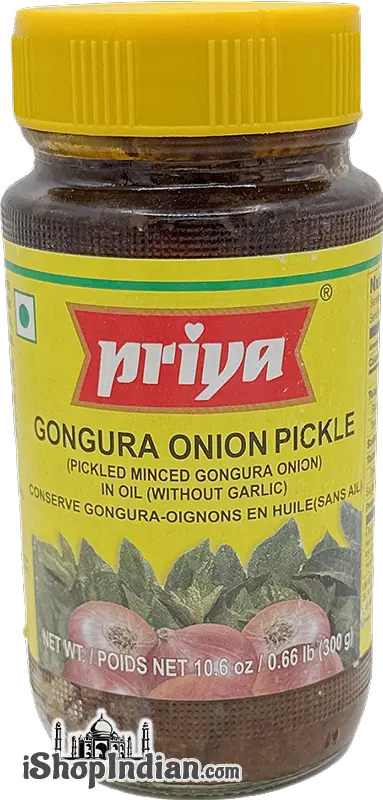 priya
®
GONGURA ONION PICKLE
(PICKLED MINCED GONGURA ONION)
IN OIL (WITHOUT GARLIC)
CONSERVE GONGURA-OIGNONS EN HUILE(SANS AIL)
NET WT. / POIDS NET 10.6 oz / 0.66 lb (300 g)
iShopIndian.com